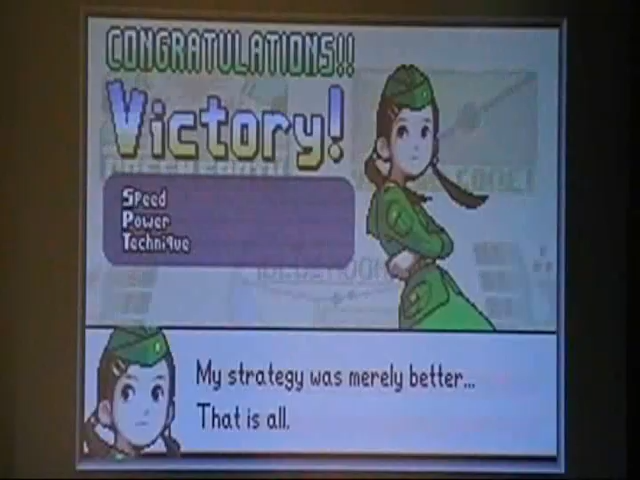 CONGRATULATIONS!!
Victory!
Speed
Power
Technique
My strategy was merely better...
That is all.